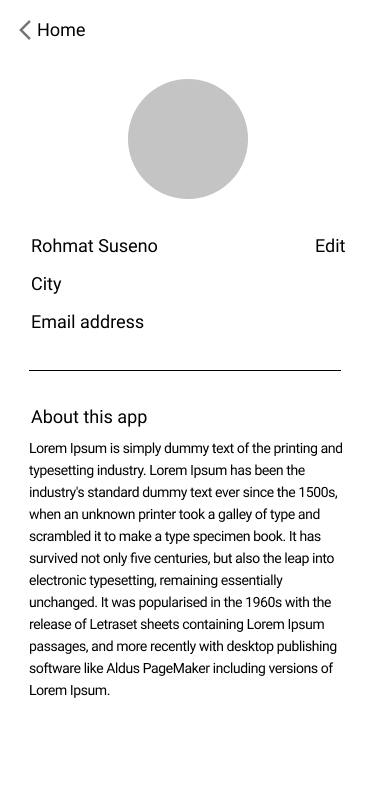 Home
Rohmat Suseno Edit
City
Email address
About this app
Lorem Ipsum is simply dummy text of the printing and
typesetting industry. Lorem Ipsum has been the
industry's standard dummy text ever since the 1500s,
when an unknown printer took a galley of type and
scrambled it to make a type specimen book. It has
survived not only five centuries, but also the leap into
electronic typesetting, remaining essentially
unchanged. It was popularised in the 1960s with the
release of Letraset sheets containing Lorem Ipsum
passages, and more recently with desktop publishing
software like Aldus PageMaker including versions of
Lorem Ipsum.